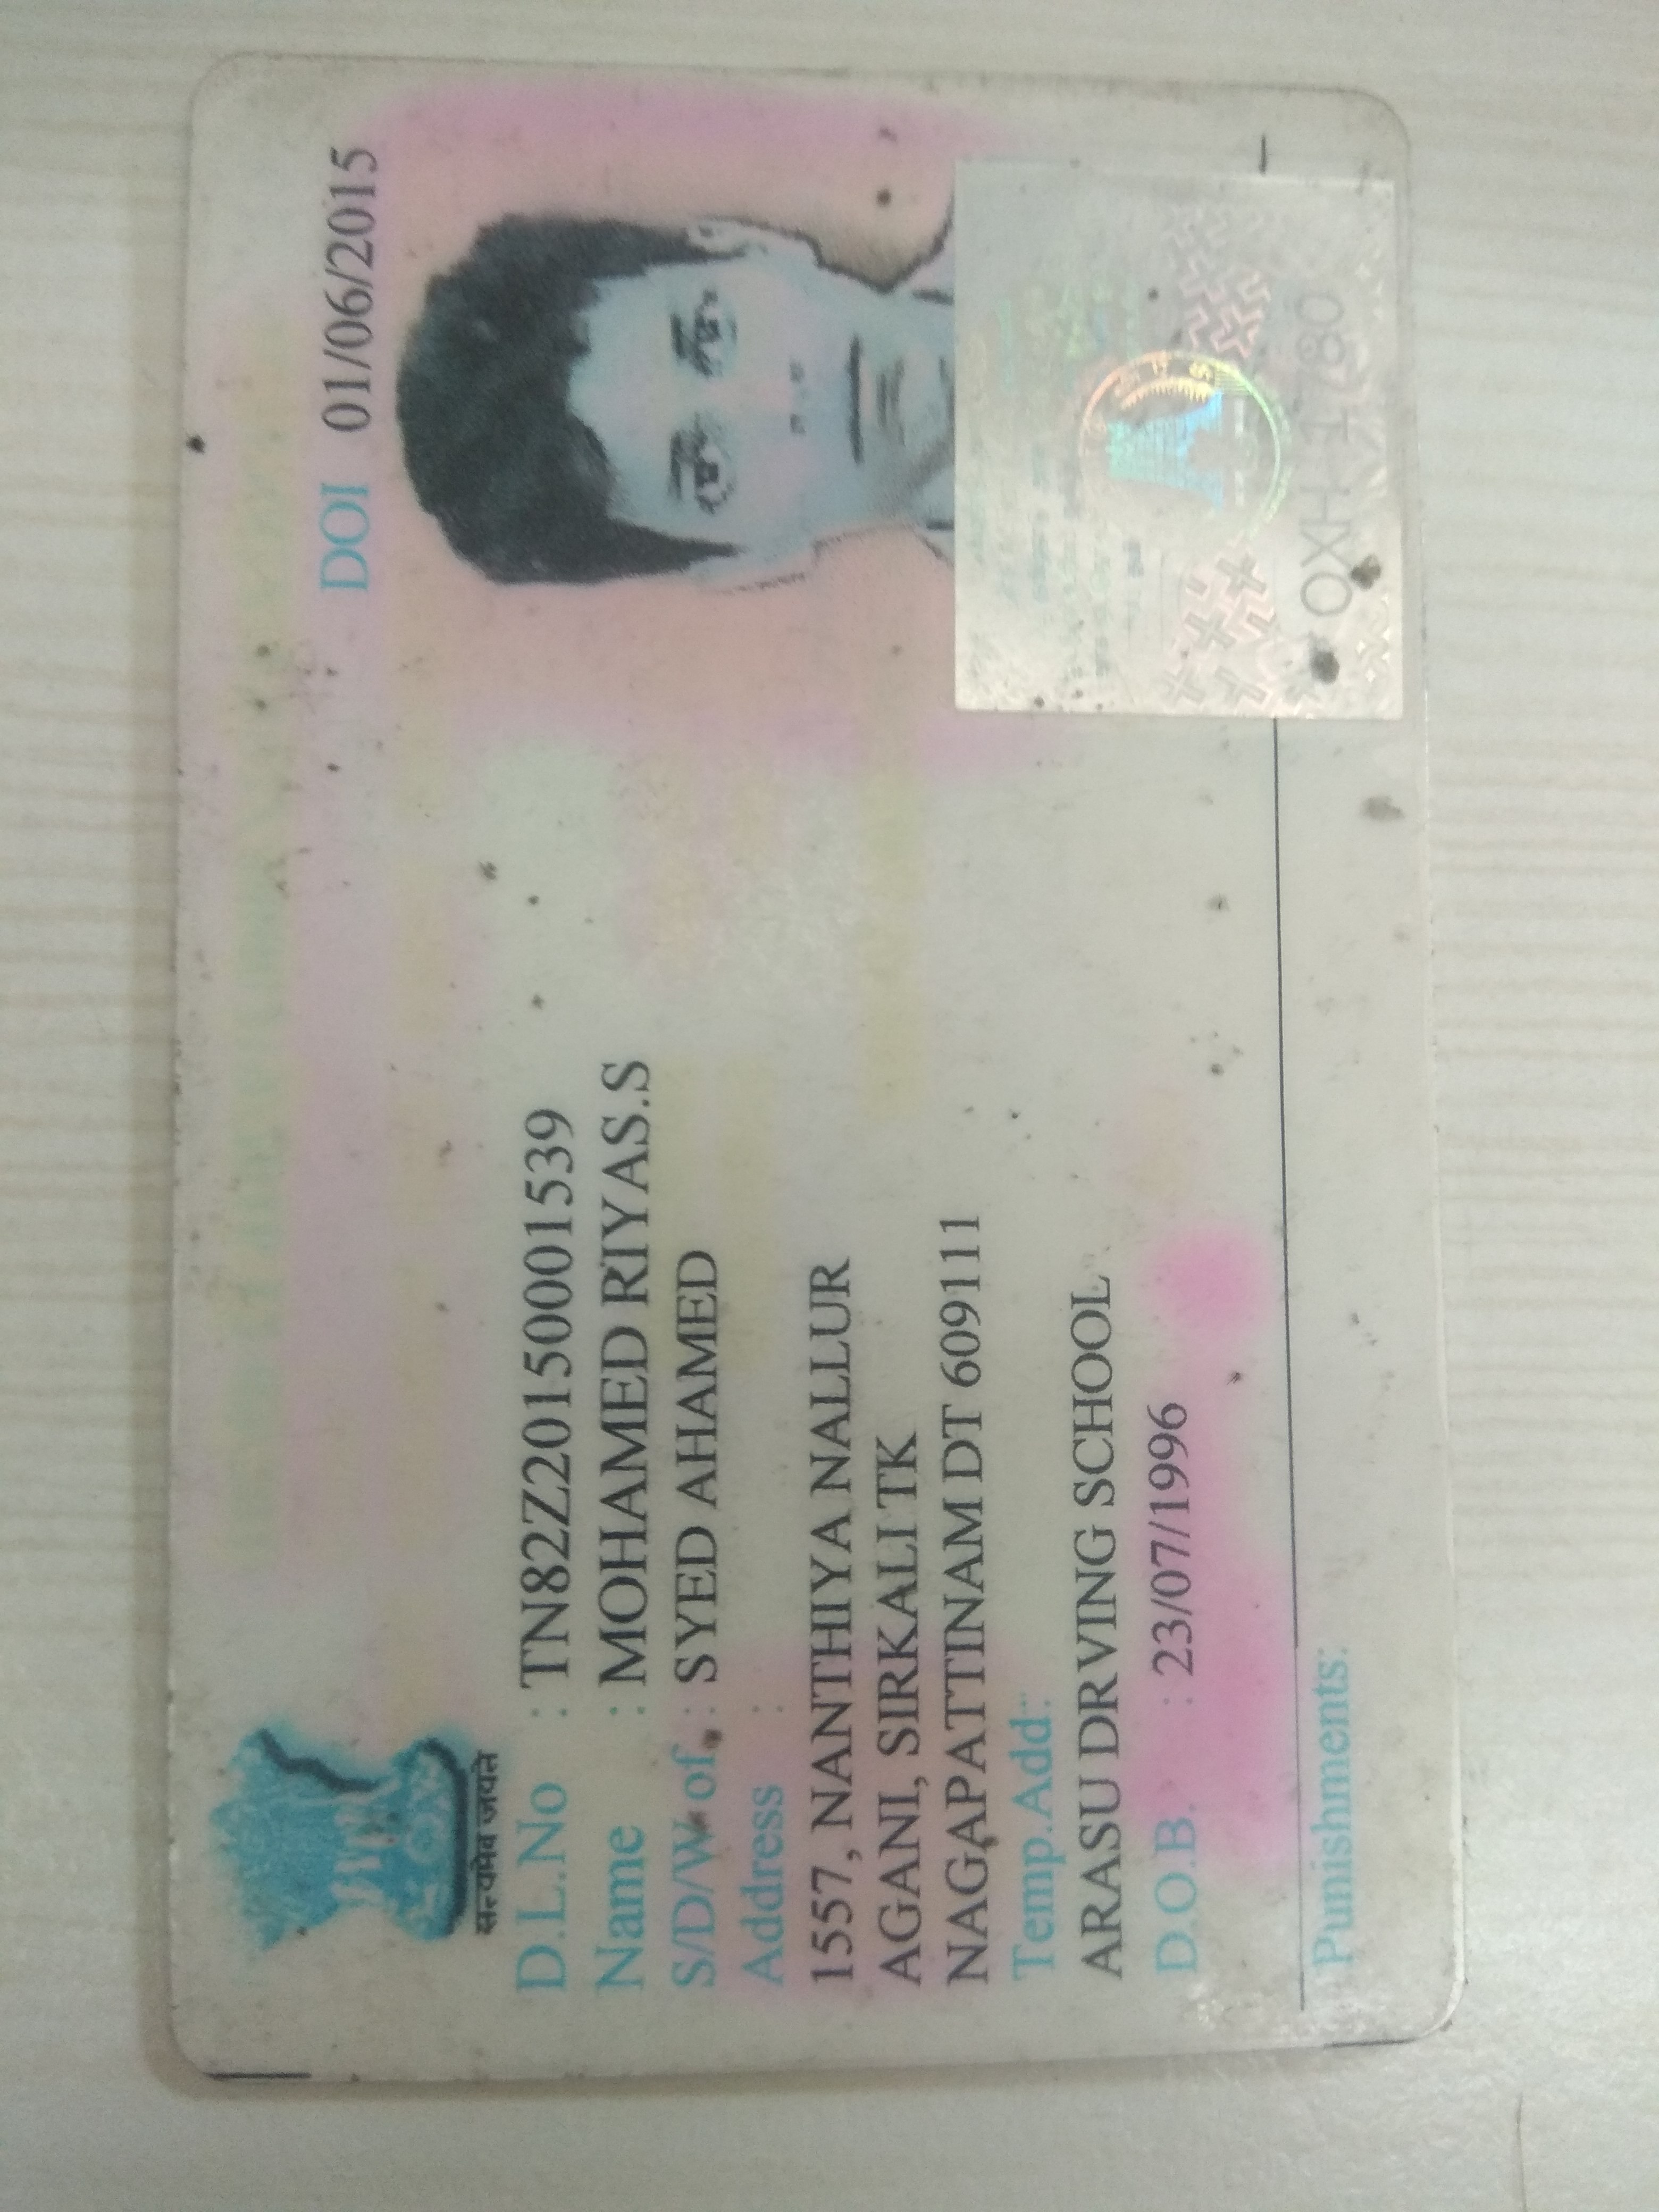 DOI 01/06/2015
सत्यमेव जयते
D.L.No : TN82Z20150001539
Name : MOHAMED RIYAS.S
S/D/W of : SYED AHAMED
Address :
1557, NANTHIYA NALLUR
AGANI, SIRKALI TK
NAGAPATTINAM DT 609111
Temp.Add:
ARASU DRVING SCHOOL
D.O.B. : 23/07/1996
Punishments: